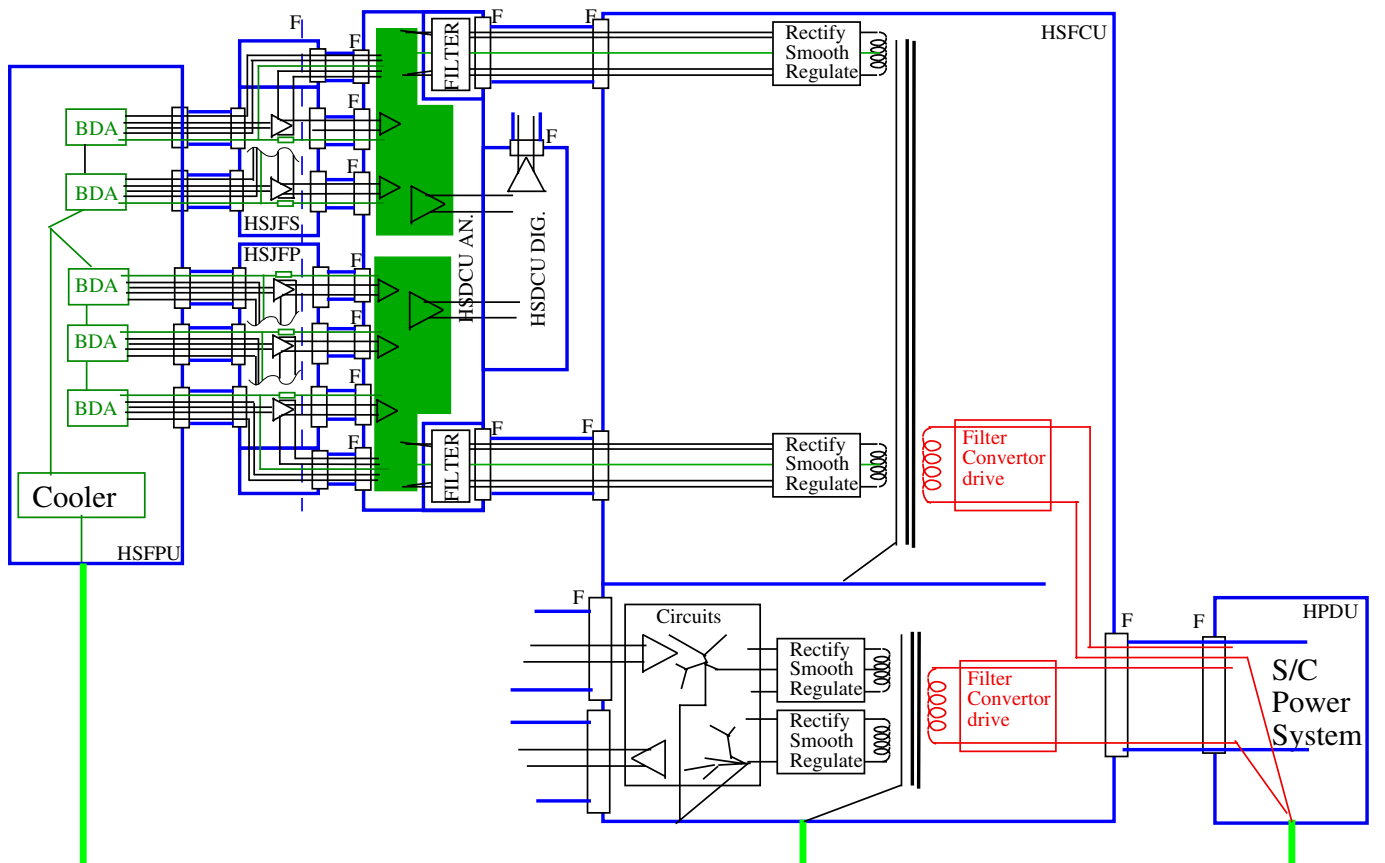 F
F
F
HSFCU
F
FILTER
Rectify
Smooth
Regulate
BDA
F
F
BDA
F
HSJFS
HSJFP
HSDCU AN.
HSDCU DIG.
F
BDA
F
BDA
F
BDA
F
F
F
FILTER
Rectify
Smooth
Regulate
Filter
Convertor
drive
Cooler
HSFPU
F
Circuits
Rectify
Smooth
Regulate
Rectify
Smooth
Regulate
Filter
Convertor
drive
F
F
HPDU
S/C
Power
System